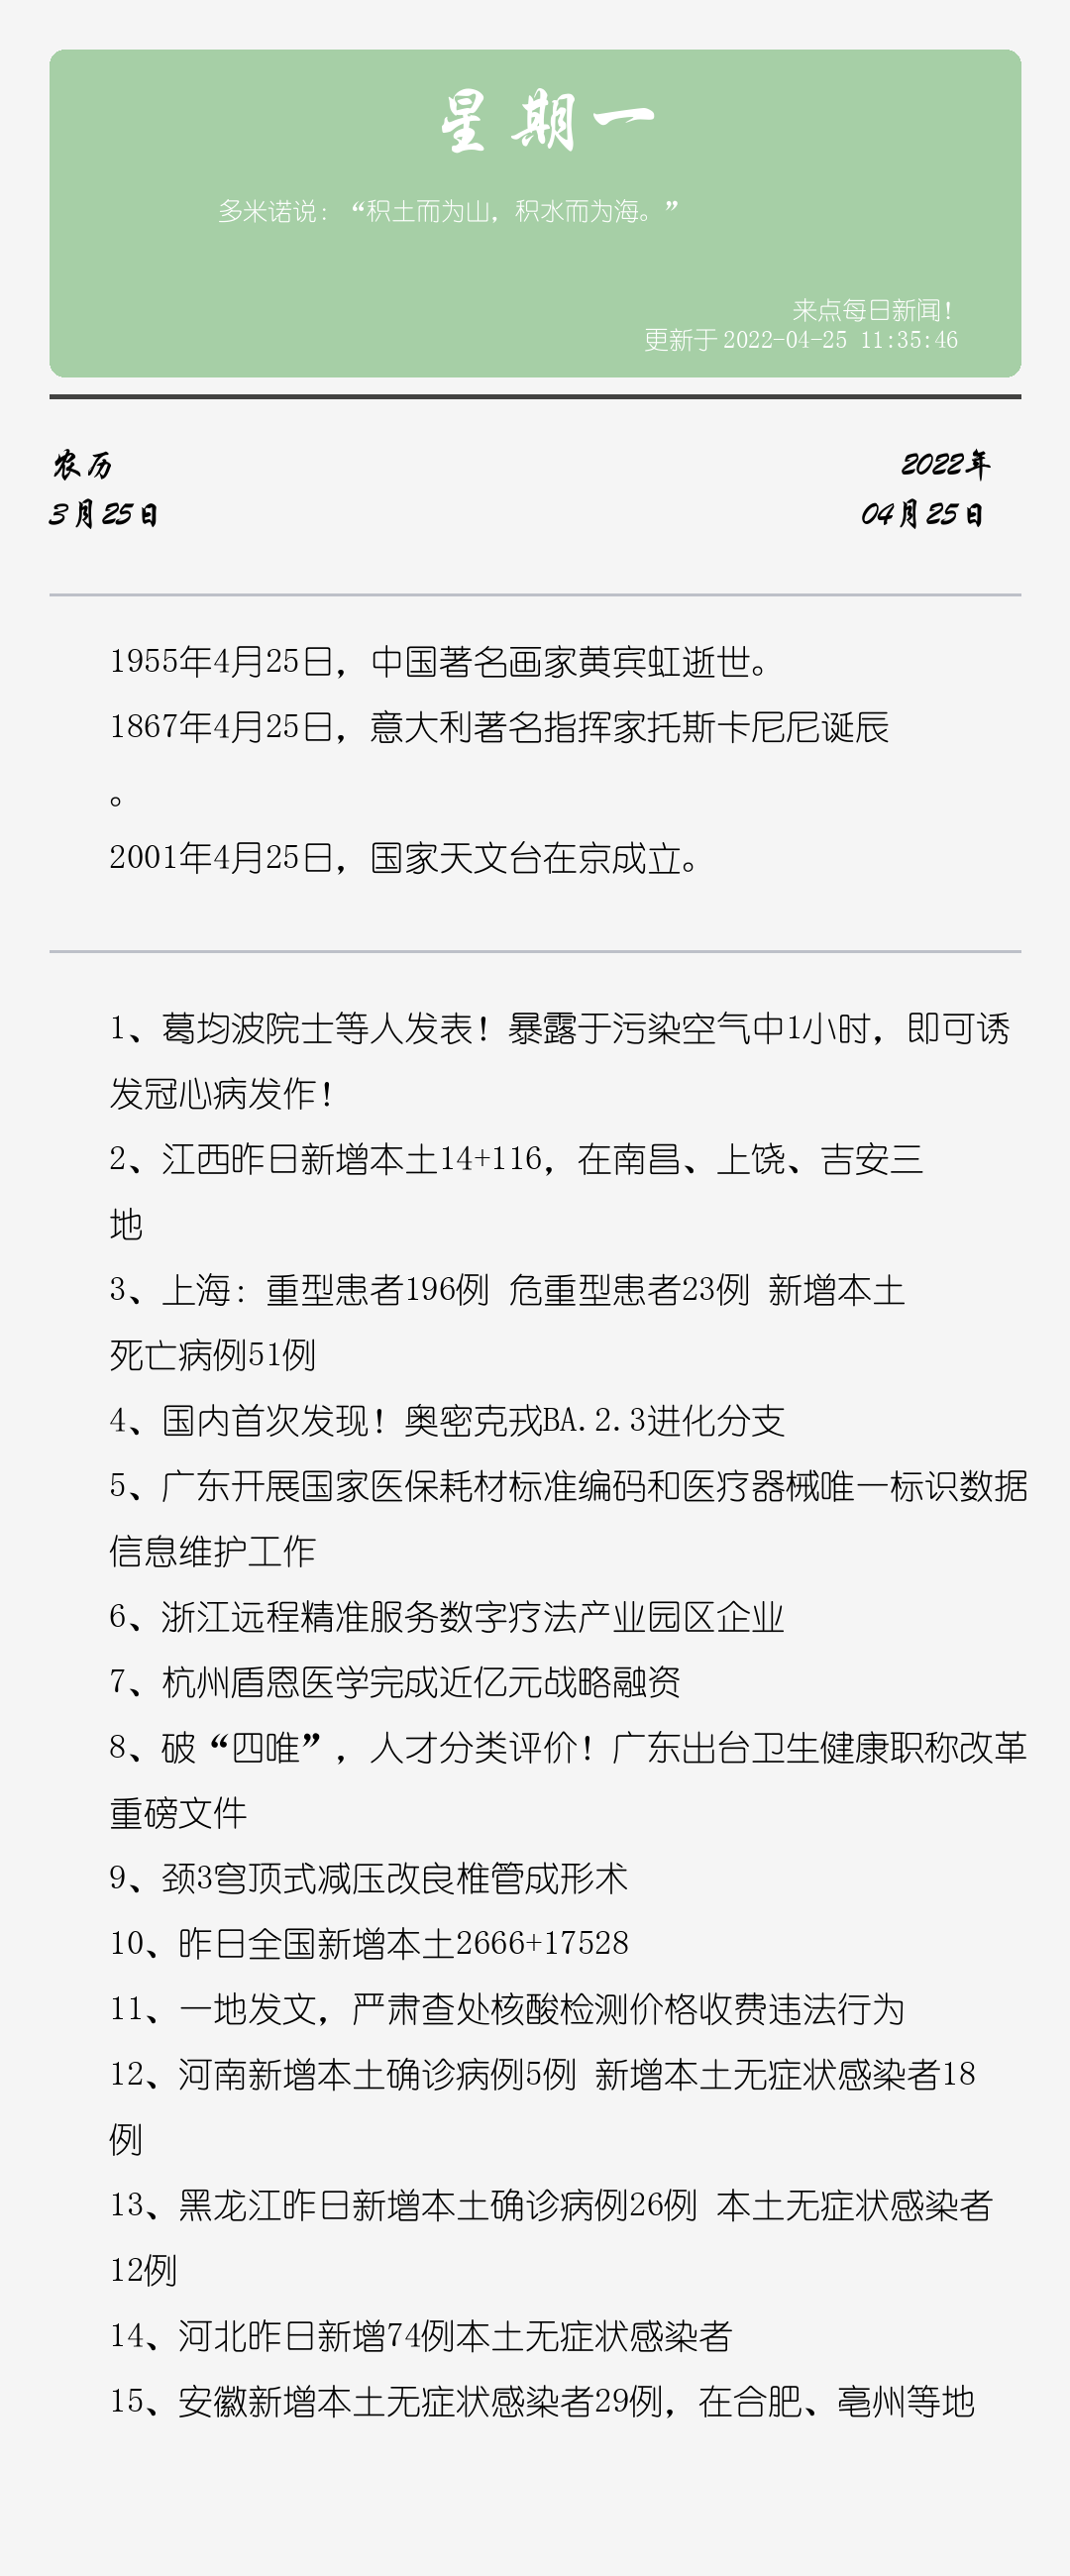 星期一
多米诺说：“积土而为山，积水而为海。”
来点每日新闻！
更新于 2022-04-25 11:35:46
农历
2022年
3月25日
04月25日
1955年4月25日，中国著名画家黄宾虹逝世。
1867年4月25日，意大利著名指挥家托斯卡尼尼诞辰
。
2001年4月25日，国家天文台在京成立。
1、葛均波院士等人发表！暴露于污染空气中1小时，即可诱
发冠心病发作！
2、江西昨日新增本土14+116，在南昌、上饶、吉安三
地
3、上海：重型患者196例 危重型患者23例 新增本土
死亡病例51例
4、国内首次发现！奥密克戎BA.2.3进化分支
5、广东开展国家医保耗材标准编码和医疗器械唯一标识数据
信息维护工作
6、浙江远程精准服务数字疗法产业园区企业
7、杭州盾恩医学完成近亿元战略融资
8、破“四唯”，人才分类评价！广东出台卫生健康职称改革
重磅文件
9、颈3穹顶式减压改良椎管成形术
10、昨日全国新增本土2666+17528
11、一地发文，严肃查处核酸检测价格收费违法行为
12、河南新增本土确诊病例5例 新增本土无症状感染者18
例
13、黑龙江昨日新增本土确诊病例26例 本土无症状感染者
12例
14、河北昨日新增74例本土无症状感染者
15、安徽新增本土无症状感染者29例，在合肥、亳州等地